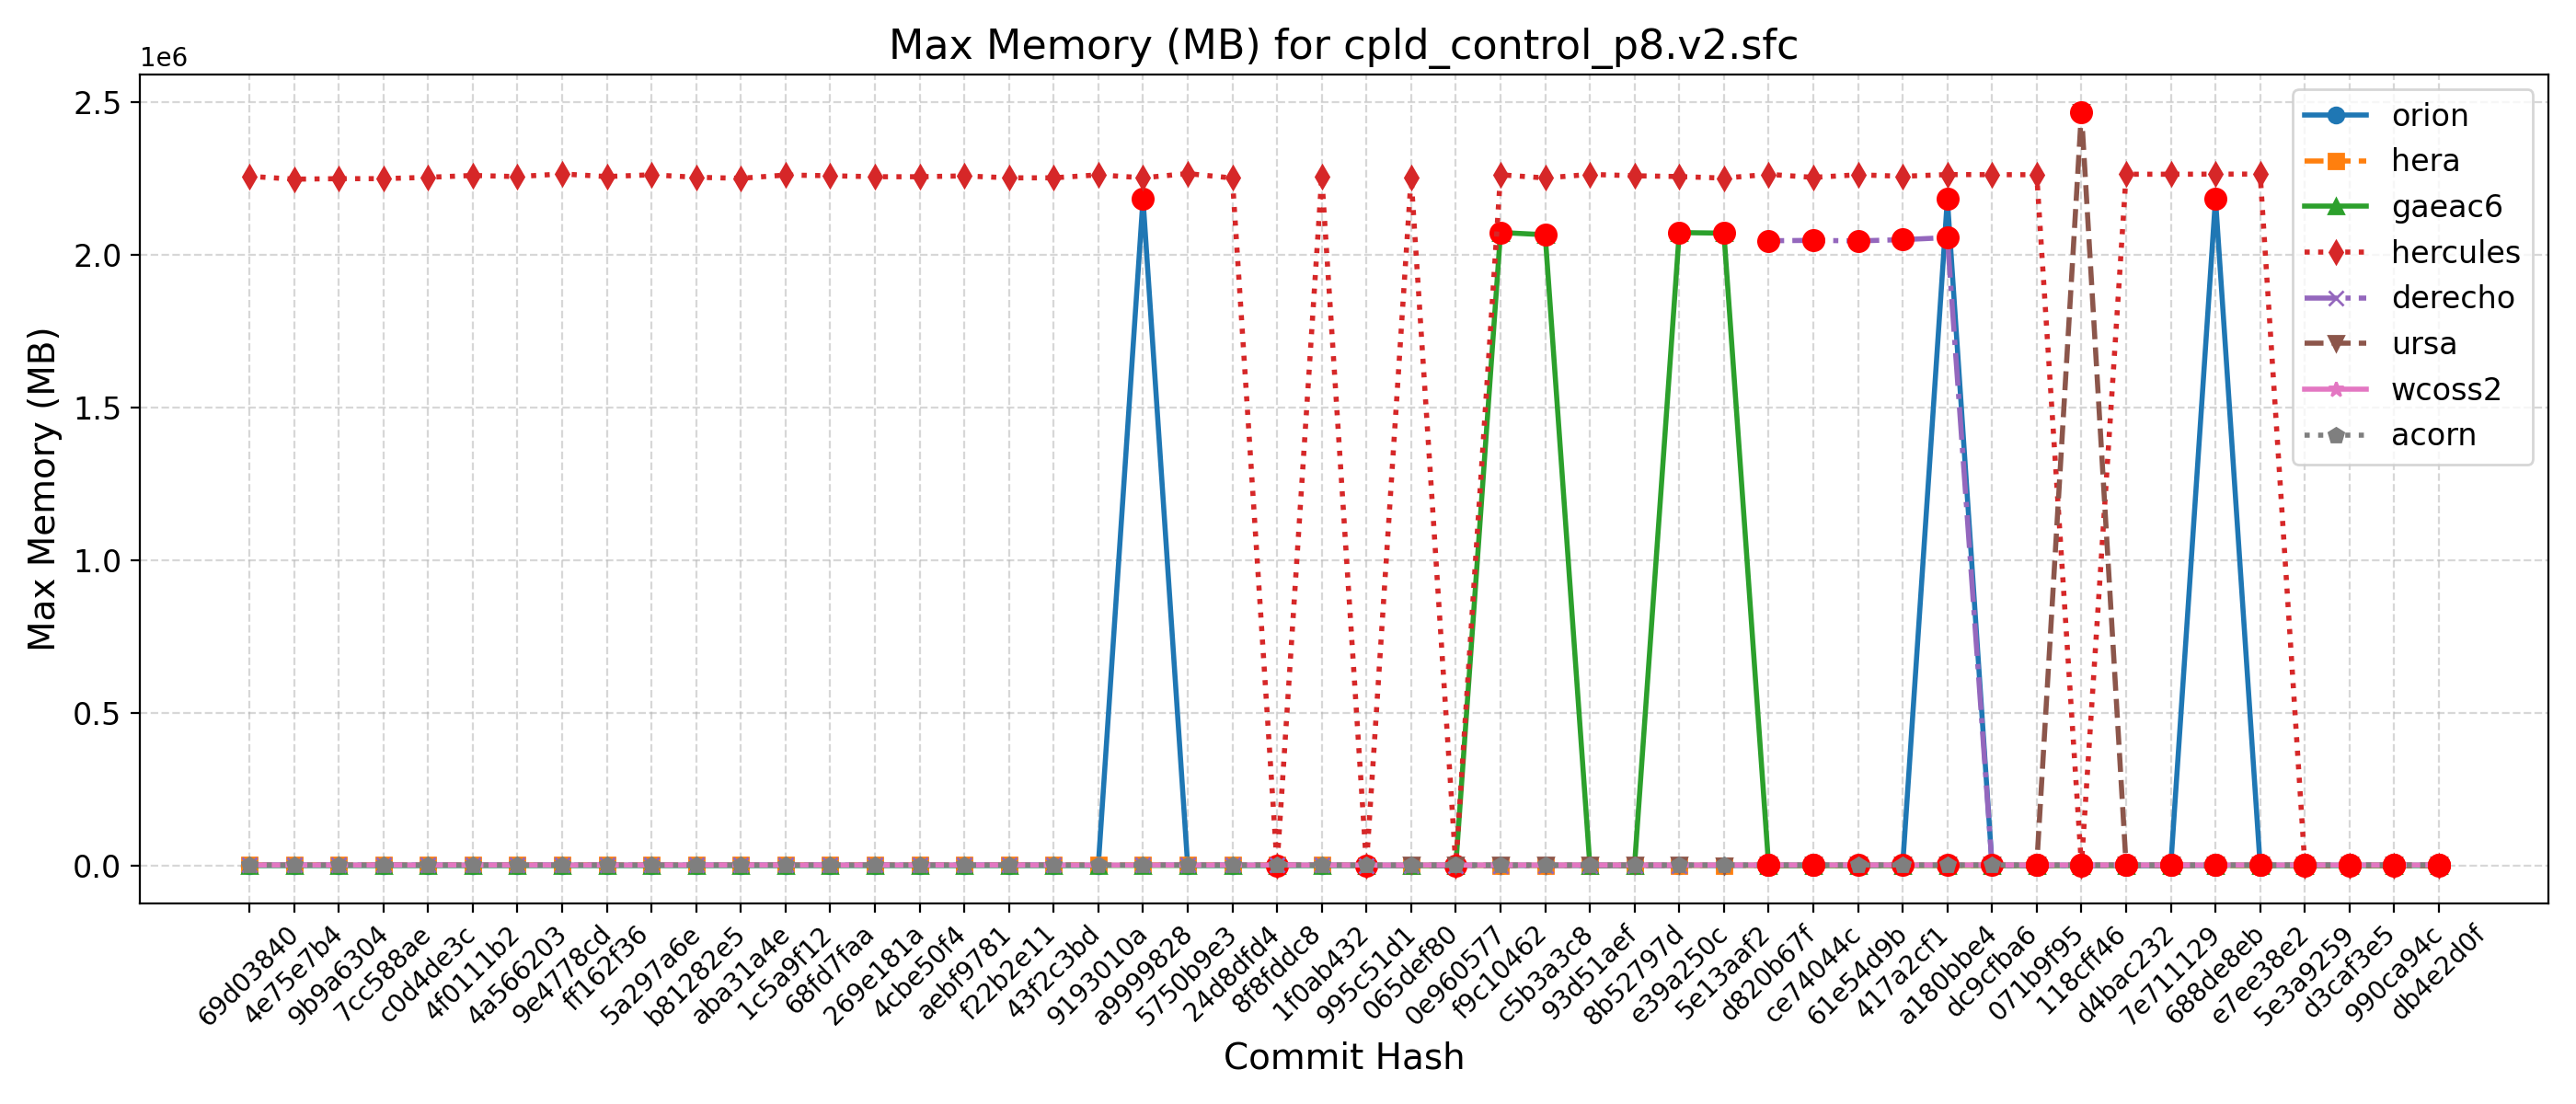 Max Memory (MB) for cpld_control_p8.v2.sfc
1e6
2.5
2.0
1.5
1.0
0.5
0.0
Max Memory (MB)
orion
hera
gaeac6
hercules
derecho
ursa
wcoss2
acorn
69d03840
4e75e7b4
9b9a6304
7cc588ae
c0d4de3c
4f0111b2
4a566203
9e4778cd
ff162f36
5a297a6e
b81282e5
aba31a4e
1c5a9f12
68fd7faa
269e181a
4cbe50f4
aebf9781
f22b2e11
43f2c3bd
9193010a
a9999828
5750b9e3
24d8dfd4
8f8fddc8
1f0ab432
995c51d1
065def80
0e960577
f9c10462
c5b3a3c8
93d51aef
8b52797d
e39a250c
5e13aaf2
d820b67f
ce74044c
61e54d9b
417a2cf1
a180bbe4
dc9cfba6
071b9f95
118cff46
d4bac232
7e711129
688de8eb
e7ee38e2
5e3a9259
d3caf3e5
990ca94c
db4e2d0f
Commit Hash